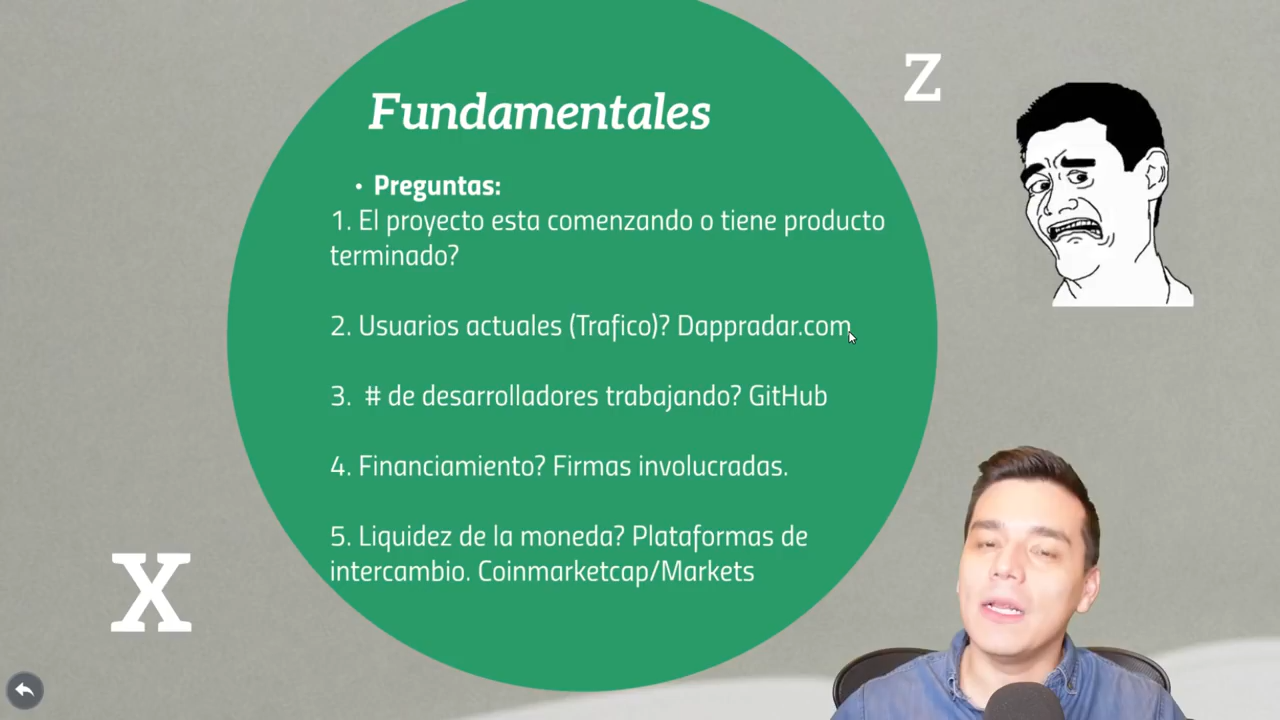 Z
Fundamentales
• Preguntas:
1. El proyecto esta comenzando o tiene producto
terminado?
2. Usuarios actuales (Trafico)? Dappradar.com
3. # de desarrolladores trabajando? GitHub
4. Financiamiento? Firmas involucradas.
5. Liquidez de la moneda? Plataformas de
intercambio. Coinmarketcap/Markets
X